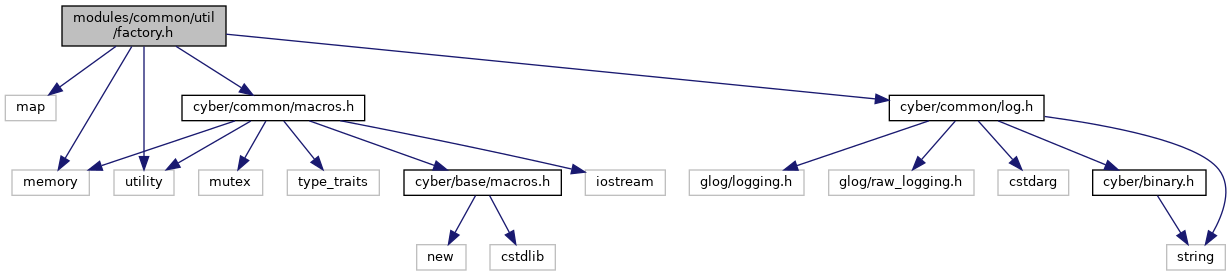 modules/common/util
/factory.h
map
cyber/common/macros.h
cyber/common/log.h
memory
utility
mutex
type_traits
cyber/base/macros.h
iostream
glog/logging.h
glog/raw_logging.h
cstdarg
cyber/binary.h
new
cstdlib
string